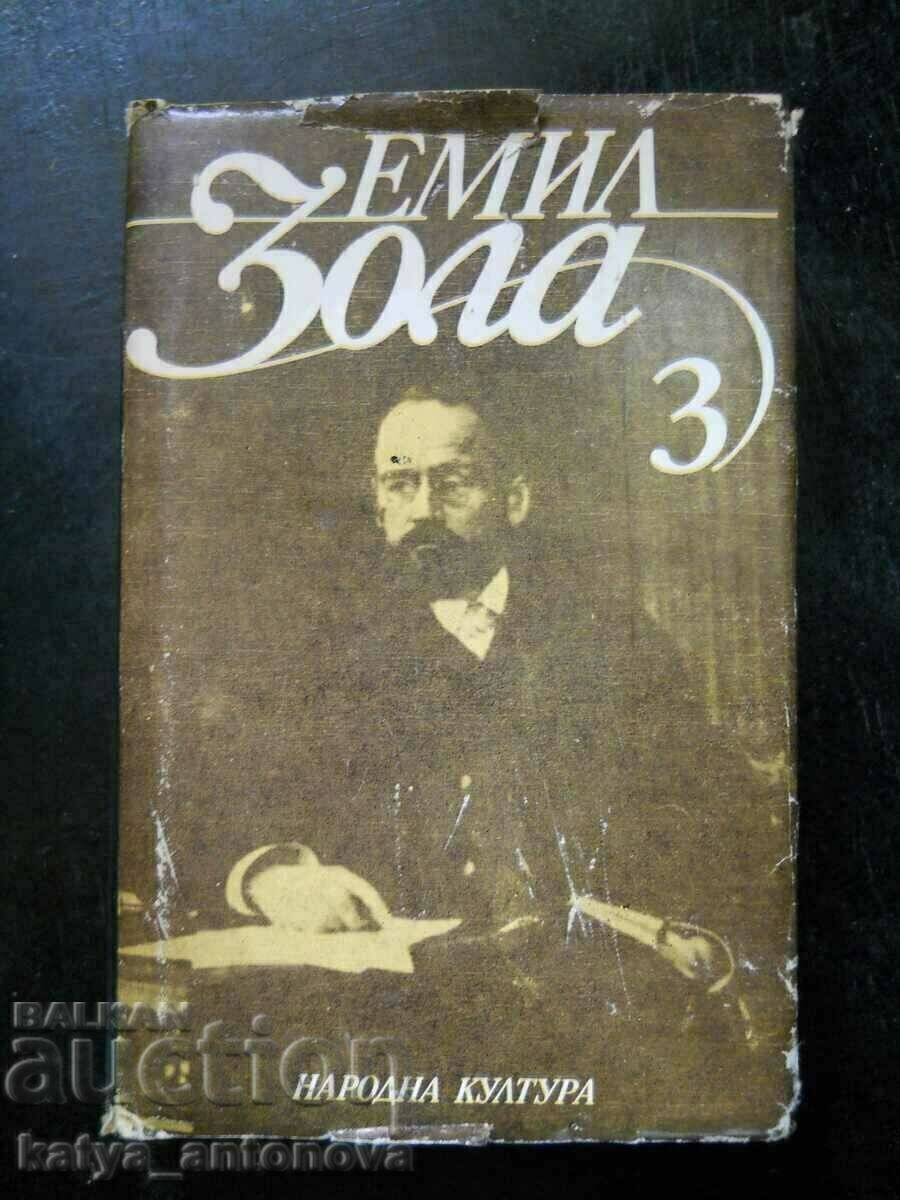 ЕМИЛ
Зола
3
НАРОДНА КУЛТУРА
BALKAN
auction
katya_antonova